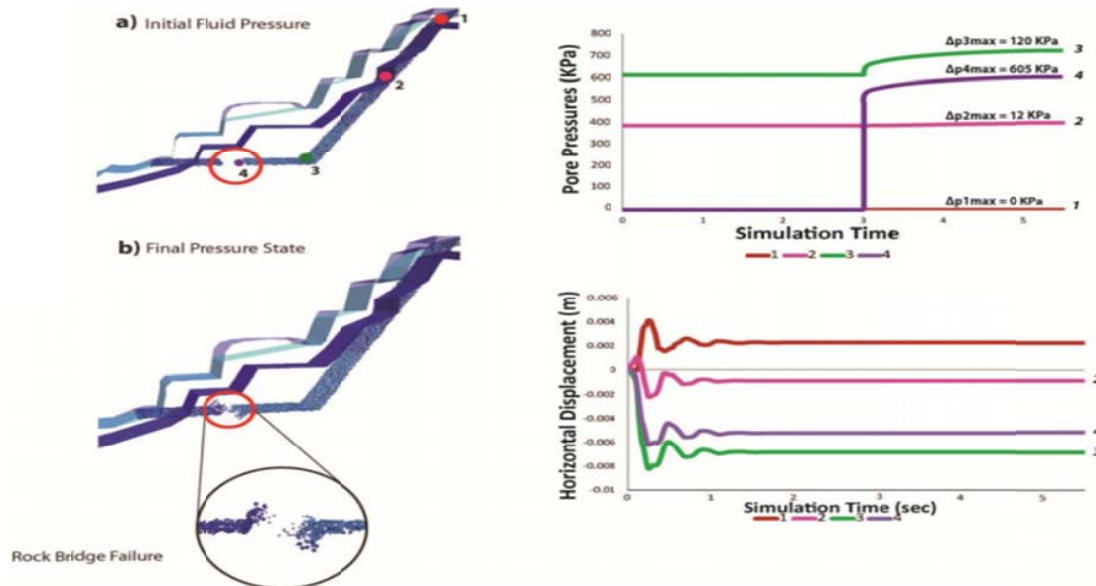 a) Initial Fluid Pressure
1
2
3
4
b) Final Pressure State
Rock Bridge Failure
Pore Pressures (KPa)
800
700
600
500
400
300
200
100
0
Δp3max = 120 KPa 3
Δp4max = 605 KPa 4
Δp2max = 12 KPa 2
Δp1max = 0 KPa 1
0 1 2 3 4 5
Simulation Time
1 2 3 4
Horizontal Displacement (m)
0.006
0.004
0.002
0
-0.002
-0.004
-0.006
-0.008
-0.01
2
4
3
0 1 2 3 4 5
Simulation Time (sec)
1 2 3 4